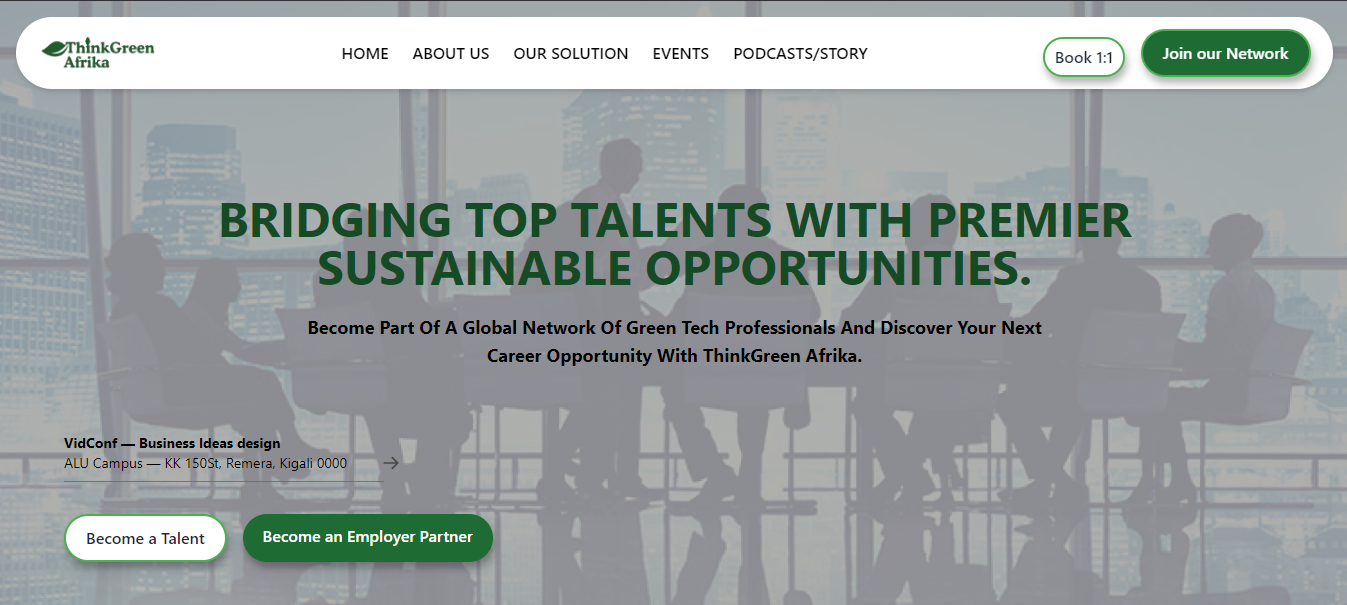 ThinkGreen
Afrika
HOME ABOUT US OUR SOLUTION EVENTS PODCASTS/STORY
Book 1:1
Join our Network
BRIDGING TOP TALENTS WITH PREMIER
SUSTAINABLE OPPORTUNITIES.
Become Part Of A Global Network Of Green Tech Professionals And Discover Your Next
Career Opportunity With ThinkGreen Afrika.
VidConf — Business Ideas design
ALU Campus — KK 150St, Remera, Kigali 0000 →
Become a Talent
Become an Employer Partner